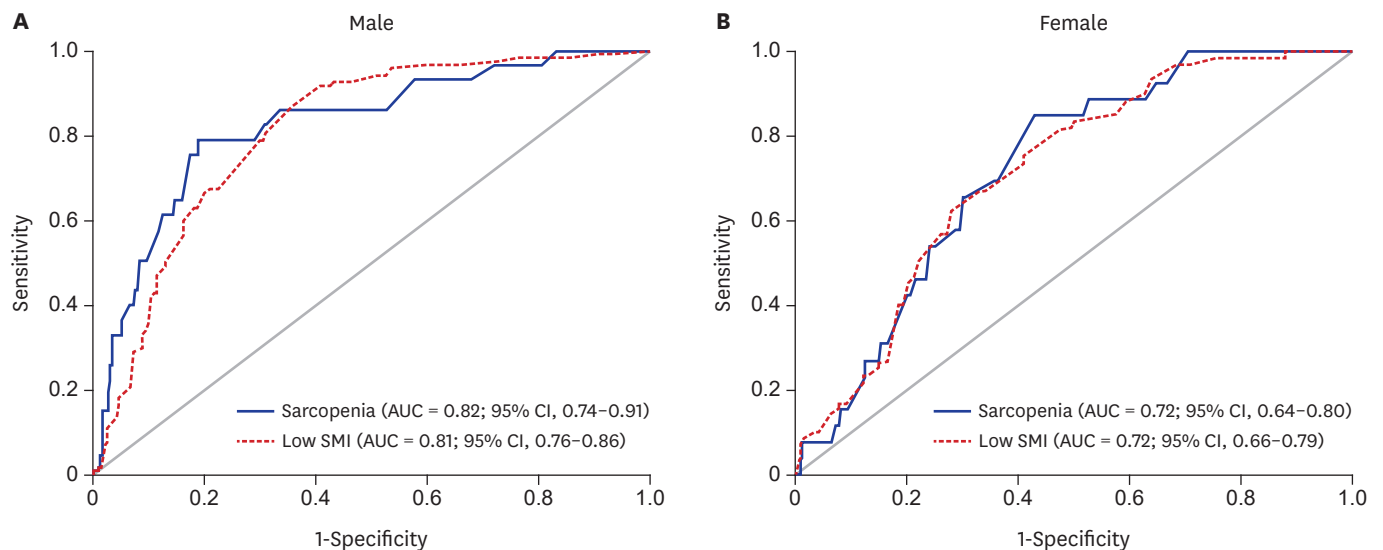 A
Male
1.0
0.8
0.6
0.4
0.2
0
Sensitivity
Sarcopenia (AUC = 0.82; 95% CI, 0.74–0.91)
Low SMI (AUC = 0.81; 95% CI, 0.76–0.86)
0 0.2 0.4 0.6 0.8 1.0
1-Specificity
B
Female
1.0
0.8
0.6
0.4
0.2
0
Sensitivity
Sarcopenia (AUC = 0.72; 95% CI, 0.64–0.80)
Low SMI (AUC = 0.72; 95% CI, 0.66–0.79)
0 0.2 0.4 0.6 0.8 1.0
1-Specificity